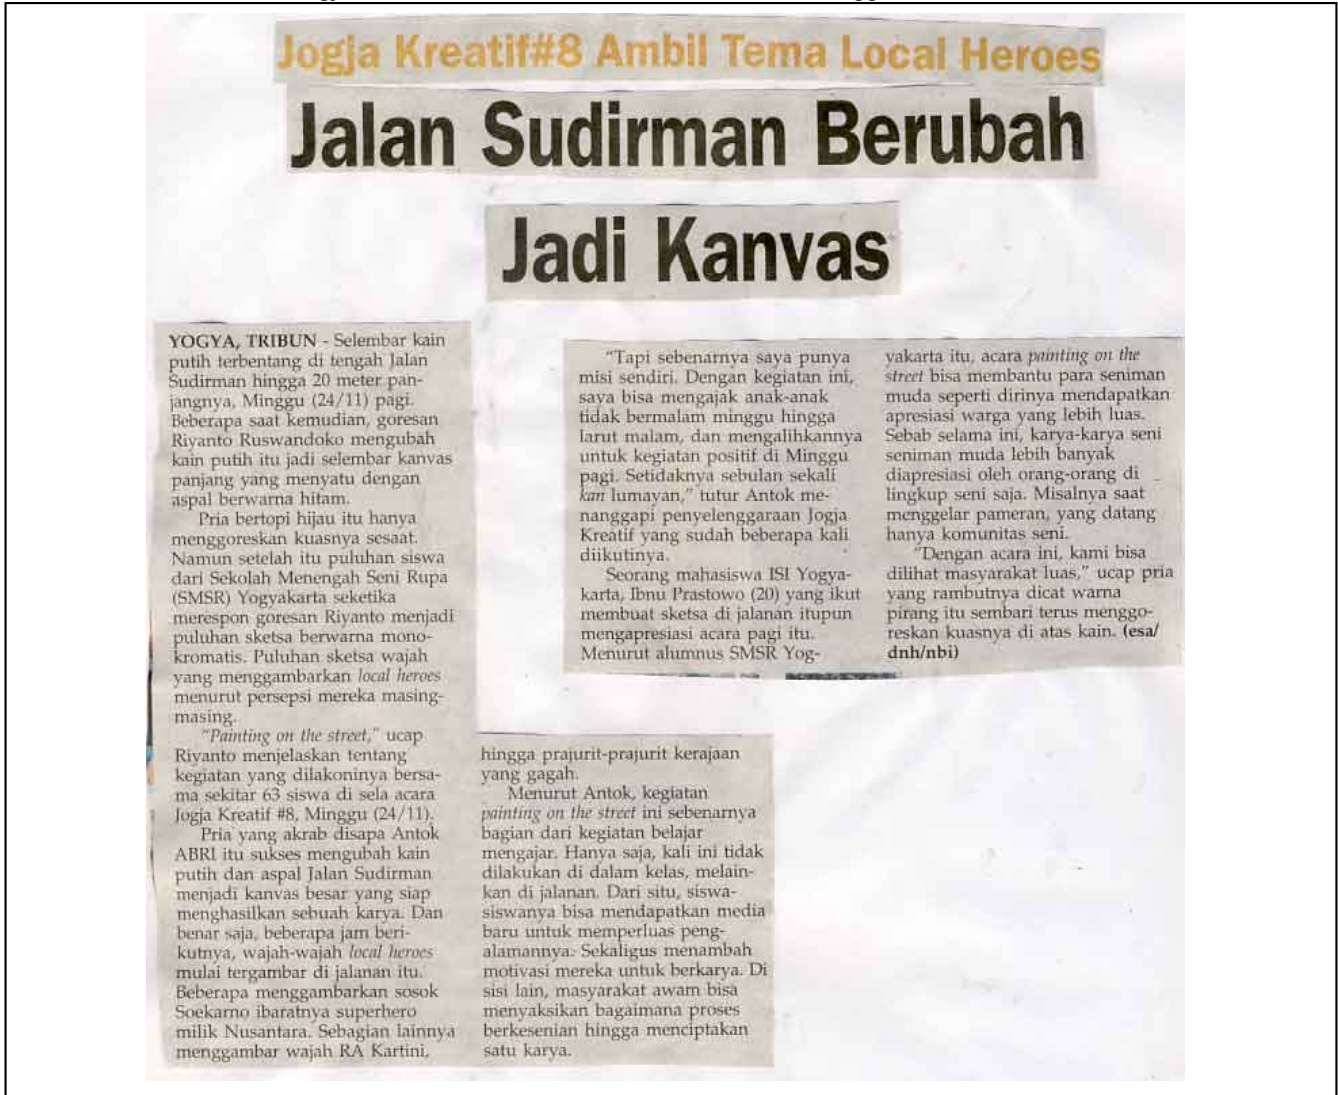 Jogja Kreatif#8 Ambil Tema Local Heroes
Jalan Sudirman Berubah
Jadi Kanvas
YOGYA, TRIBUN - Selembar kain
putih terbentang di tengah Jalan
Sudirman hingga 20 meter pan-
jangnya, Minggu (24/11) pagi.
Beberapa saat kemudian, goresan
Riyanto Ruswandoko mengubah
kain putih itu jadi selembar kanvas
panjang yang menyatu dengan
aspal berwarna hitam.
Pria bertopi hijau itu hanya
menggoreskan kuasnya sesaat.
Namun setelah itu puluhan siswa
dari Sekolah Menengah Seni Rupa
(SMSR) Yogyakarta seketika
merespon goresan Riyanto menjadi
puluhan sketsa berwarna mono-
kromatis. Puluhan sketsa wajah
yang menggambarkan local heroes
menurut persepsi mereka masing-
masing.
"Painting on the street," ucap
Riyanto menjelaskan tentang
kegiatan yang dilakoninya bersa-
ma sekitar 63 siswa di sela acara
Jogja Kreatif #8, Minggu (24/11).
Pria yang akrab disapa Antok
ABRI itu sukses mengubah kain
putih dan aspal Jalan Sudirman
menjadi kanvas besar yang siap
menghasilkan sebuah karya. Dan
benar saja, beberapa jam beri-
kutnya, wajah-wajah local heroes
mulai tergambar di jalanan itu.
Beberapa menggambarkan sosok
Soekarno ibaratnya superhero
milik Nusantara. Sebagian lainnya
menggambar wajah RA Kartini,
hingga prajurit-prajurit kerajaan
yang gagah.
Menurut Antok, kegiatan
painting on the street ini sebenarnya
bagian dari kegiatan belajar
mengajar. Hanya saja, kali ini tidak
dilakukan di dalam kelas, melain-
kan di jalanan. Dari situ, siswa-
siswanya bisa mendapatkan media
baru untuk memperluas peng-
alamannya. Sekaligus menambah
motivasi mereka untuk berkarya. Di
sisi lain, masyarakat awam bisa
menyaksikan bagaimana proses
berkesenian hingga menciptakan
satu karya.
"Tapi sebenarnya saya punya
misi sendiri. Dengan kegiatan ini,
saya bisa mengajak anak-anak
tidak bermalam minggu hingga
larut malam, dan mengalihkannya
untuk kegiatan positif di Minggu
pagi. Setidaknya sebulan sekali
kan lumayan," tutur Antok me-
nanggapi penyelenggaraan Jogja
Kreatif yang sudah beberapa kali
diikutinya.
Seorang mahasiswa ISI Yogya-
karta, Ibnu Prastowo (20) yang ikut
membuat sketsa di jalanan itupun
mengapresiasi acara pagi itu.
Menurut alumnus SMSR Yog-
yakarta itu, acara painting on the
street bisa membantu para seniman
muda seperti dirinya mendapatkan
apresiasi warga yang lebih luas.
Sebab selama ini, karya-karya seni
seniman muda lebih banyak
diapresiasi oleh orang-orang di
lingkup seni saja. Misalnya saat
menggelar pameran, yang datang
hanya komunitas seni.
"Dengan acara ini, kami bisa
dilihat masyarakat luas," ucap pria
yang rambutnya dicat warna
pirang itu sembari terus menggo-
reskan kuasnya di atas kain. (esa/
dnh/nbi)